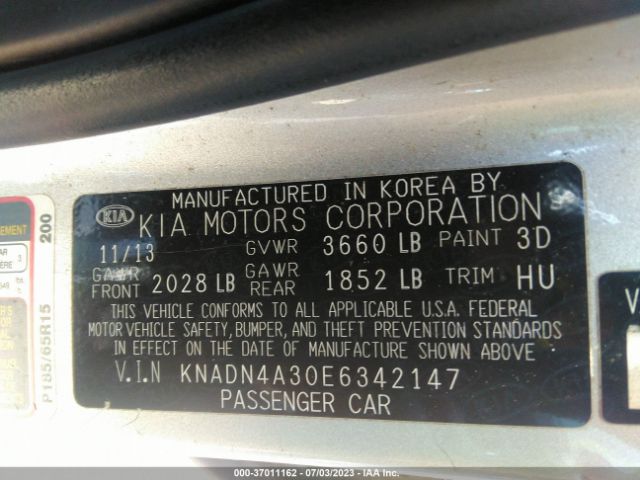 MANUFACTURED IN KOREA BY
KIA KIA MOTORS CORPORATION
11/13 GVWR 3660 LB PAINT 3D
GAWR FRONT 2028 LB GAWR REAR 1852 LB TRIM HU
THIS VEHICLE CONFORMS TO ALL APPLICABLE U.S.A. FEDERAL
MOTOR VEHICLE SAFETY, BUMPER, AND THEFT PREVENTION STANDARDS
IN EFFECT ON THE DATE OF MANUFACTURE SHOWN ABOVE
V.I.N KNADN4A30E6342147
PASSENGER CAR
200
P185/65R15
3
V
000-37011162 - 07/03/2023 - IAA Inc.